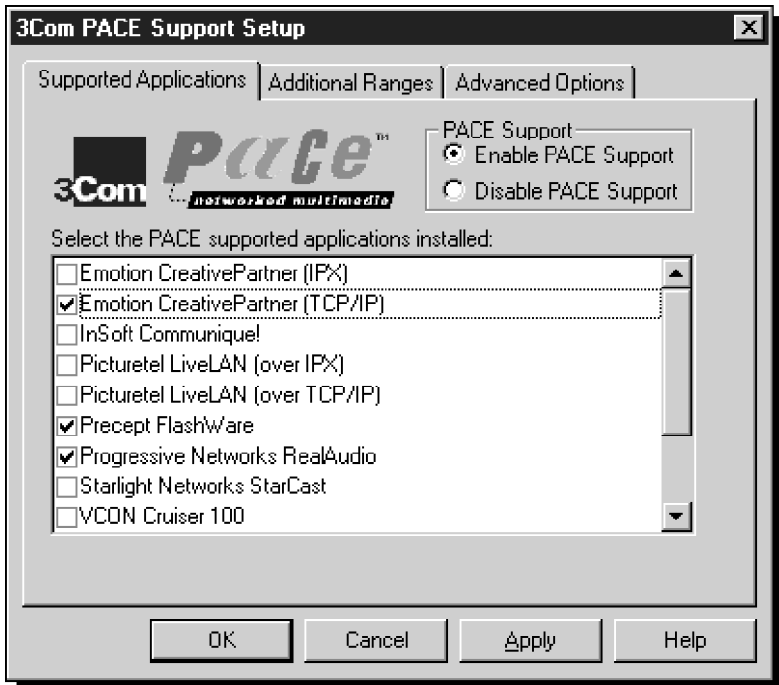 3Com PACE Support Setup
Supported Applications Additional Ranges Advanced Options
3Com
PACE™
networked multimedia
PACE Support
Enable PACE Support
Disable PACE Support
Select the PACE supported applications installed:
Emotion CreativePartner (IPX)
Emotion CreativePartner (TCP/IP)
InSoft Communique!
Picturetel LiveLAN (over IPX)
Picturetel LiveLAN (over TCP/IP)
Precept FlashWare
Progressive Networks RealAudio
Starlight Networks StarCast
VCON Cruiser 100
OK Cancel Apply Help